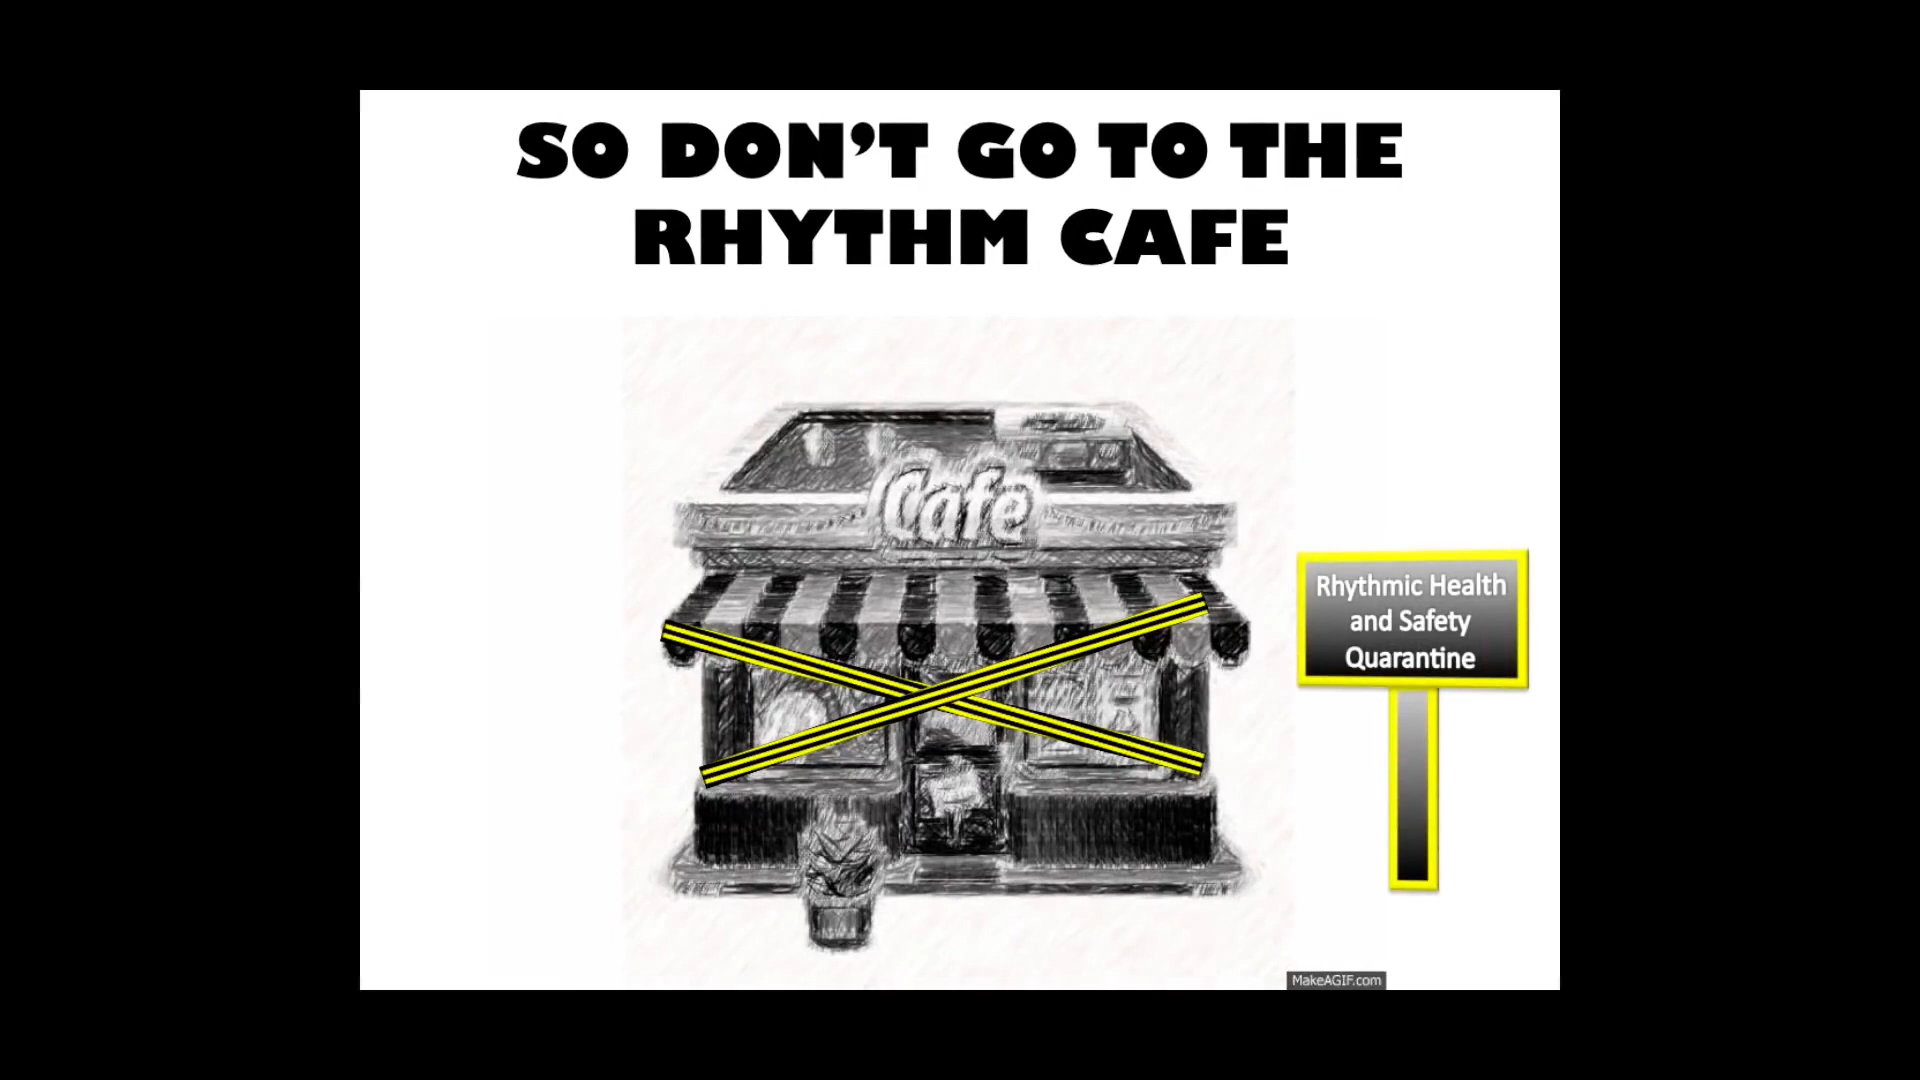 SO DON'T GO TO THE
RHYTHM CAFE
Cafe
Rhythmic Health
and Safety
Quarantine
MakeAGIF.com